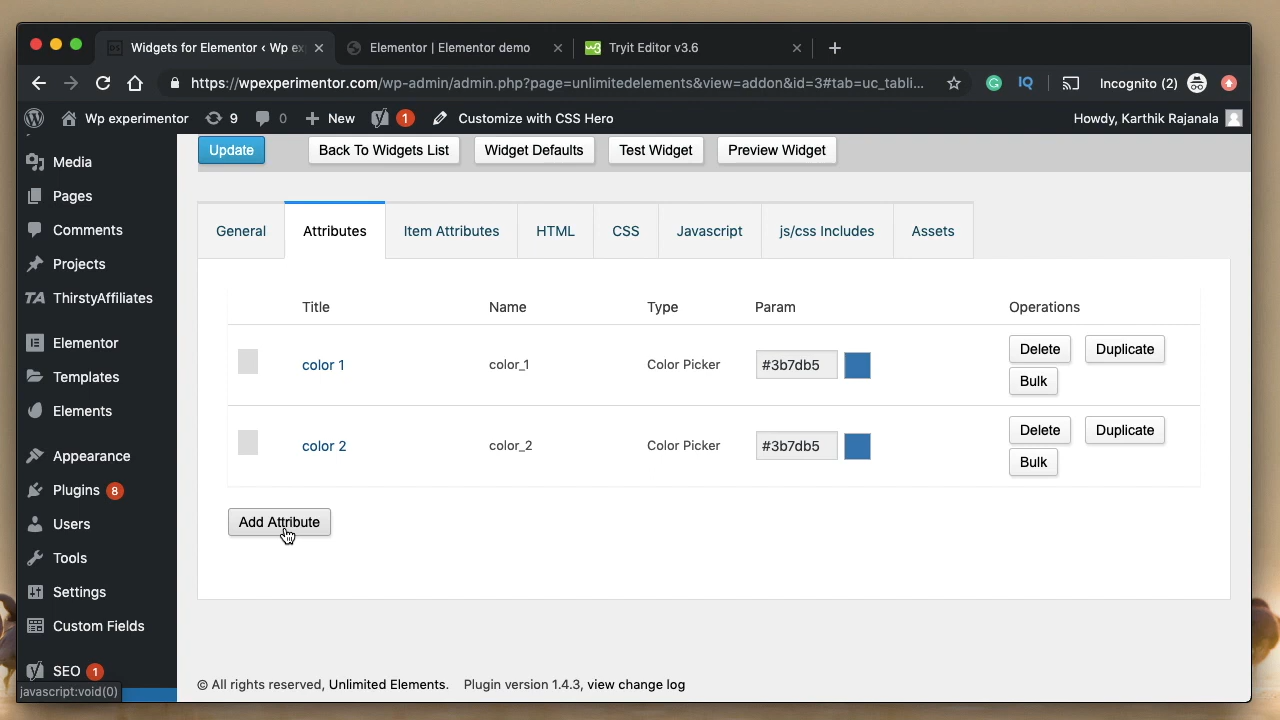 Widgets for Elementor ‹ Wp ex
Elementor | Elementor demo
Tryit Editor v3.6
https://wpexperimentor.com/wp-admin/admin.php?page=unlimitedelements&view=addon&id=3#tab=uc_tabli...
IQ
Incognito (2)
Wp experimentor
9
0
New
1
Customize with CSS Hero
Howdy, Karthik Rajanala
Media
Pages
Comments
Projects
TA ThirstyAffiliates
Elementor
Templates
Elements
Appearance
Plugins 8
Users
Tools
Settings
Custom Fields
SEO 1
javascript:void(0)
Update
Back To Widgets List
Widget Defaults
Test Widget
Preview Widget
General
Attributes
Item Attributes
HTML
CSS
Javascript
js/css Includes
Assets
Title Name Type Param Operations
color 1 color_1 Color Picker #3b7db5 Delete Duplicate
Bulk
color 2 color_2 Color Picker #3b7db5 Delete Duplicate
Bulk
Add Attribute
© All rights reserved, Unlimited Elements. Plugin version 1.4.3, view change log